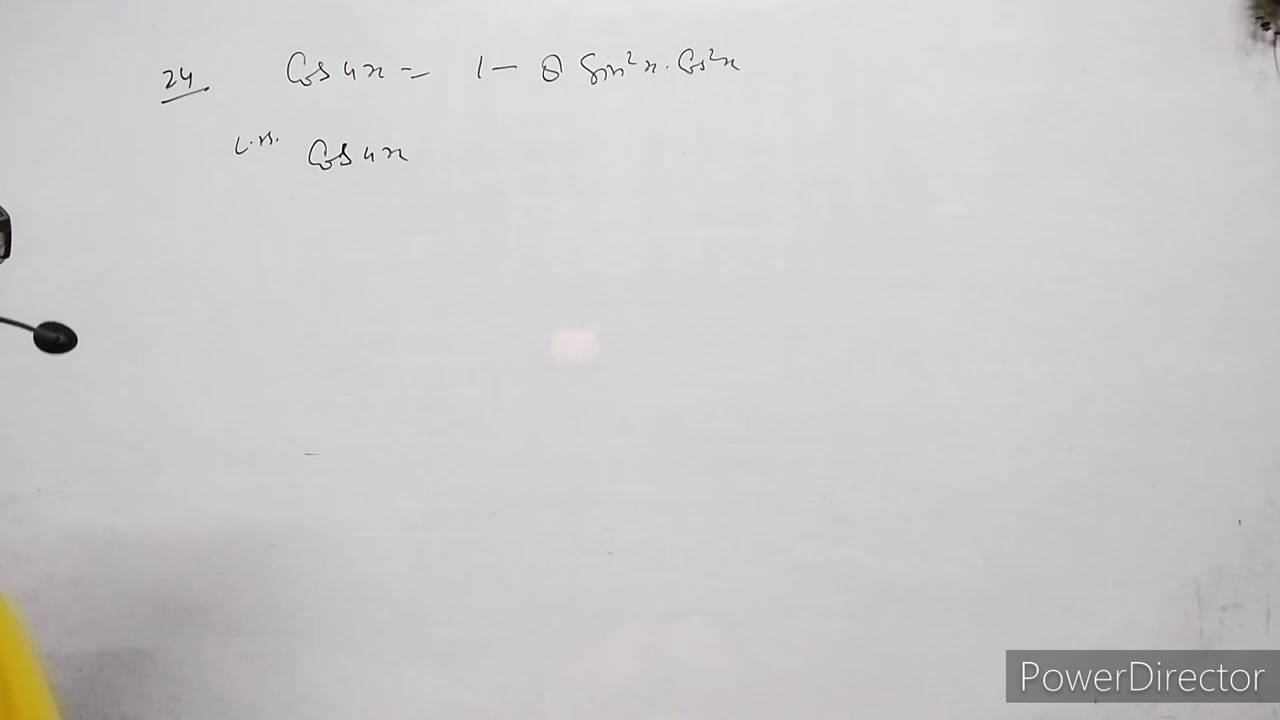 24 Cos 4x = 1 - 8 Sin²x . Cos²x
L.H. Cos 4x
PowerDirector